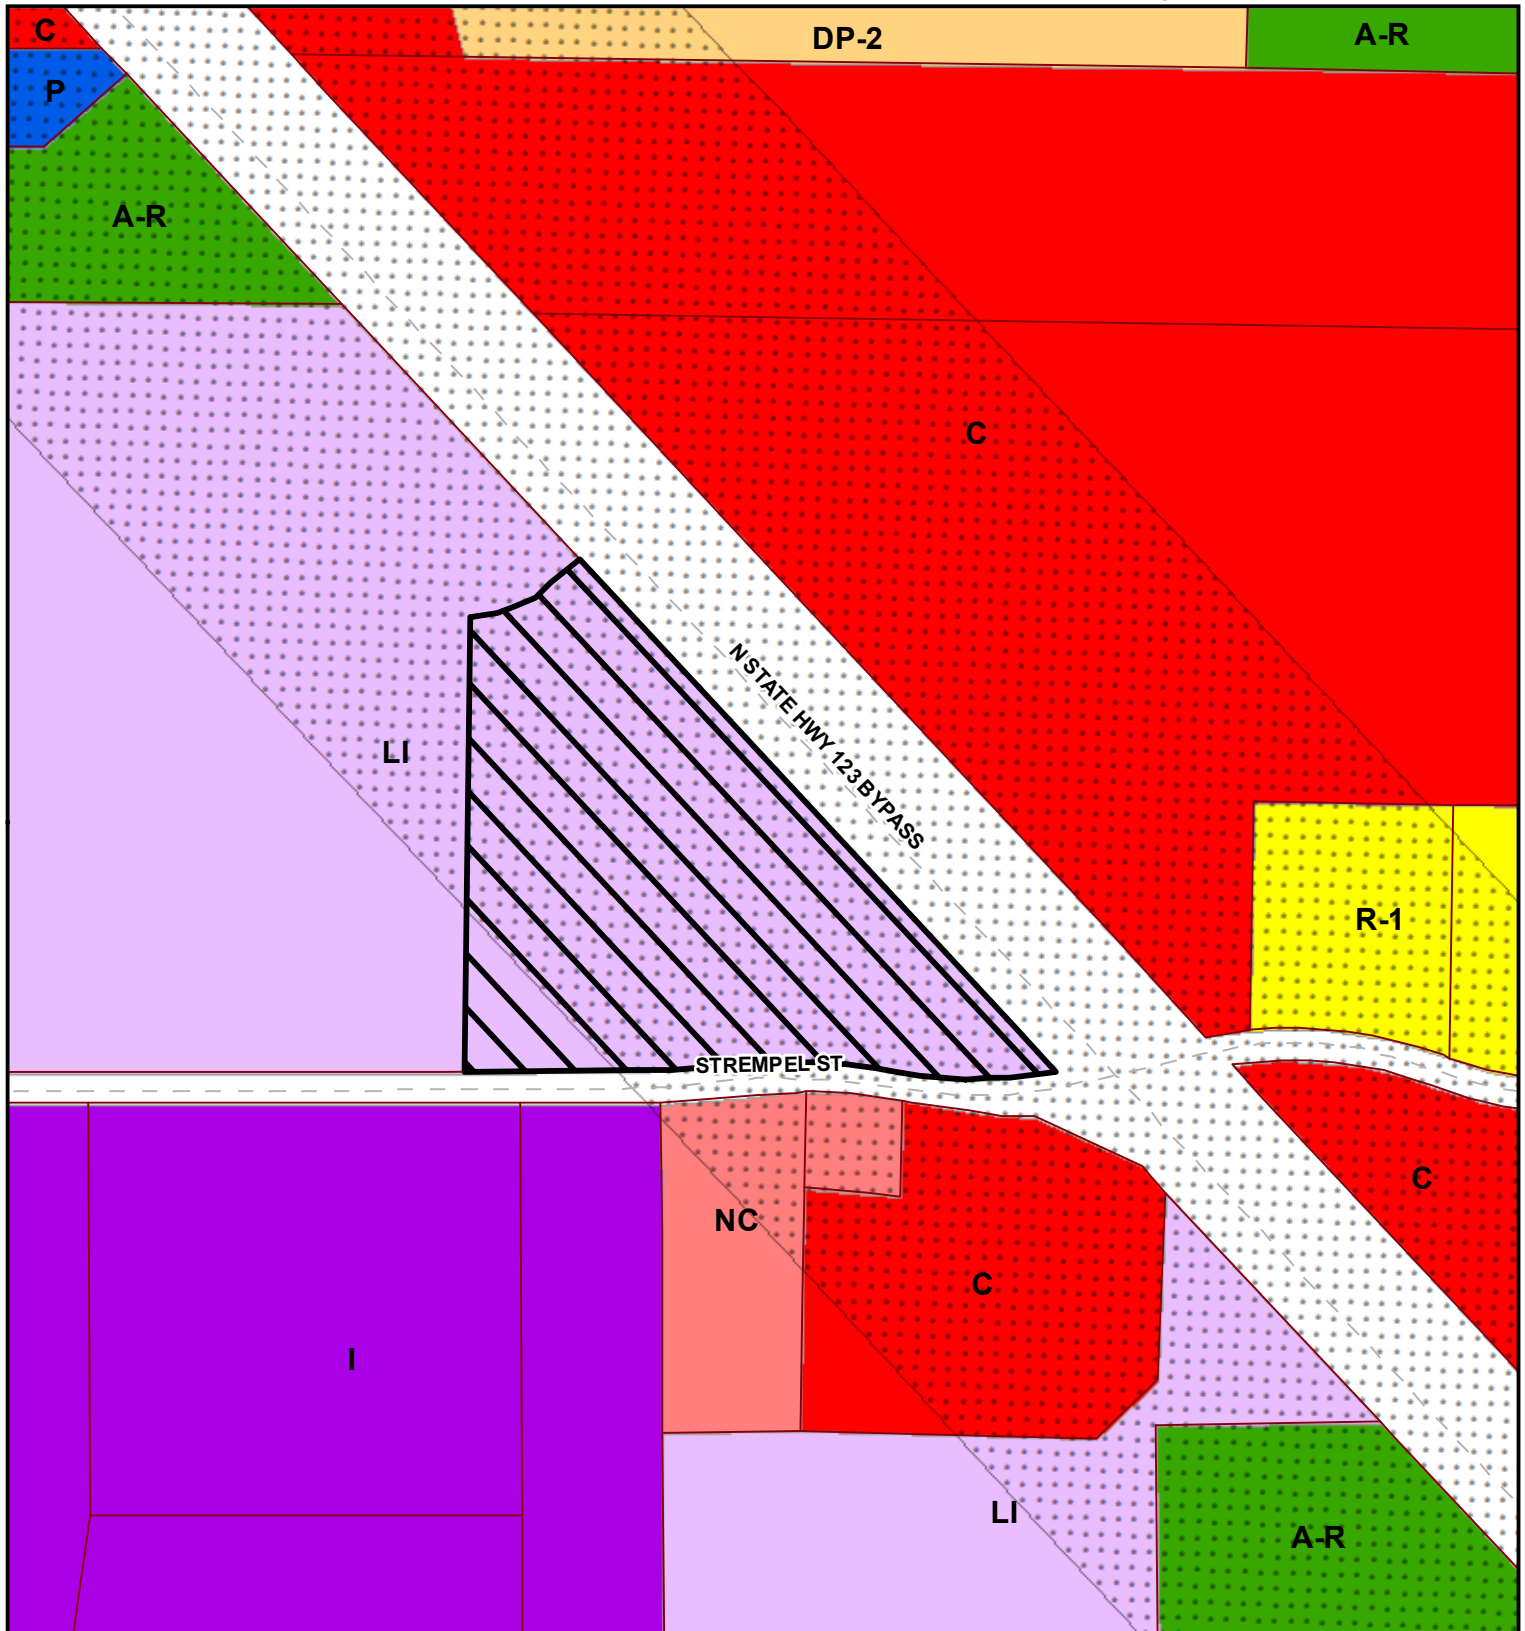 C
DP-2
A-R
P
A-R
C
N STATE HWY 123 BYPASS
LI
R-1
STREMPEL ST
C
NC
C
I
LI
A-R